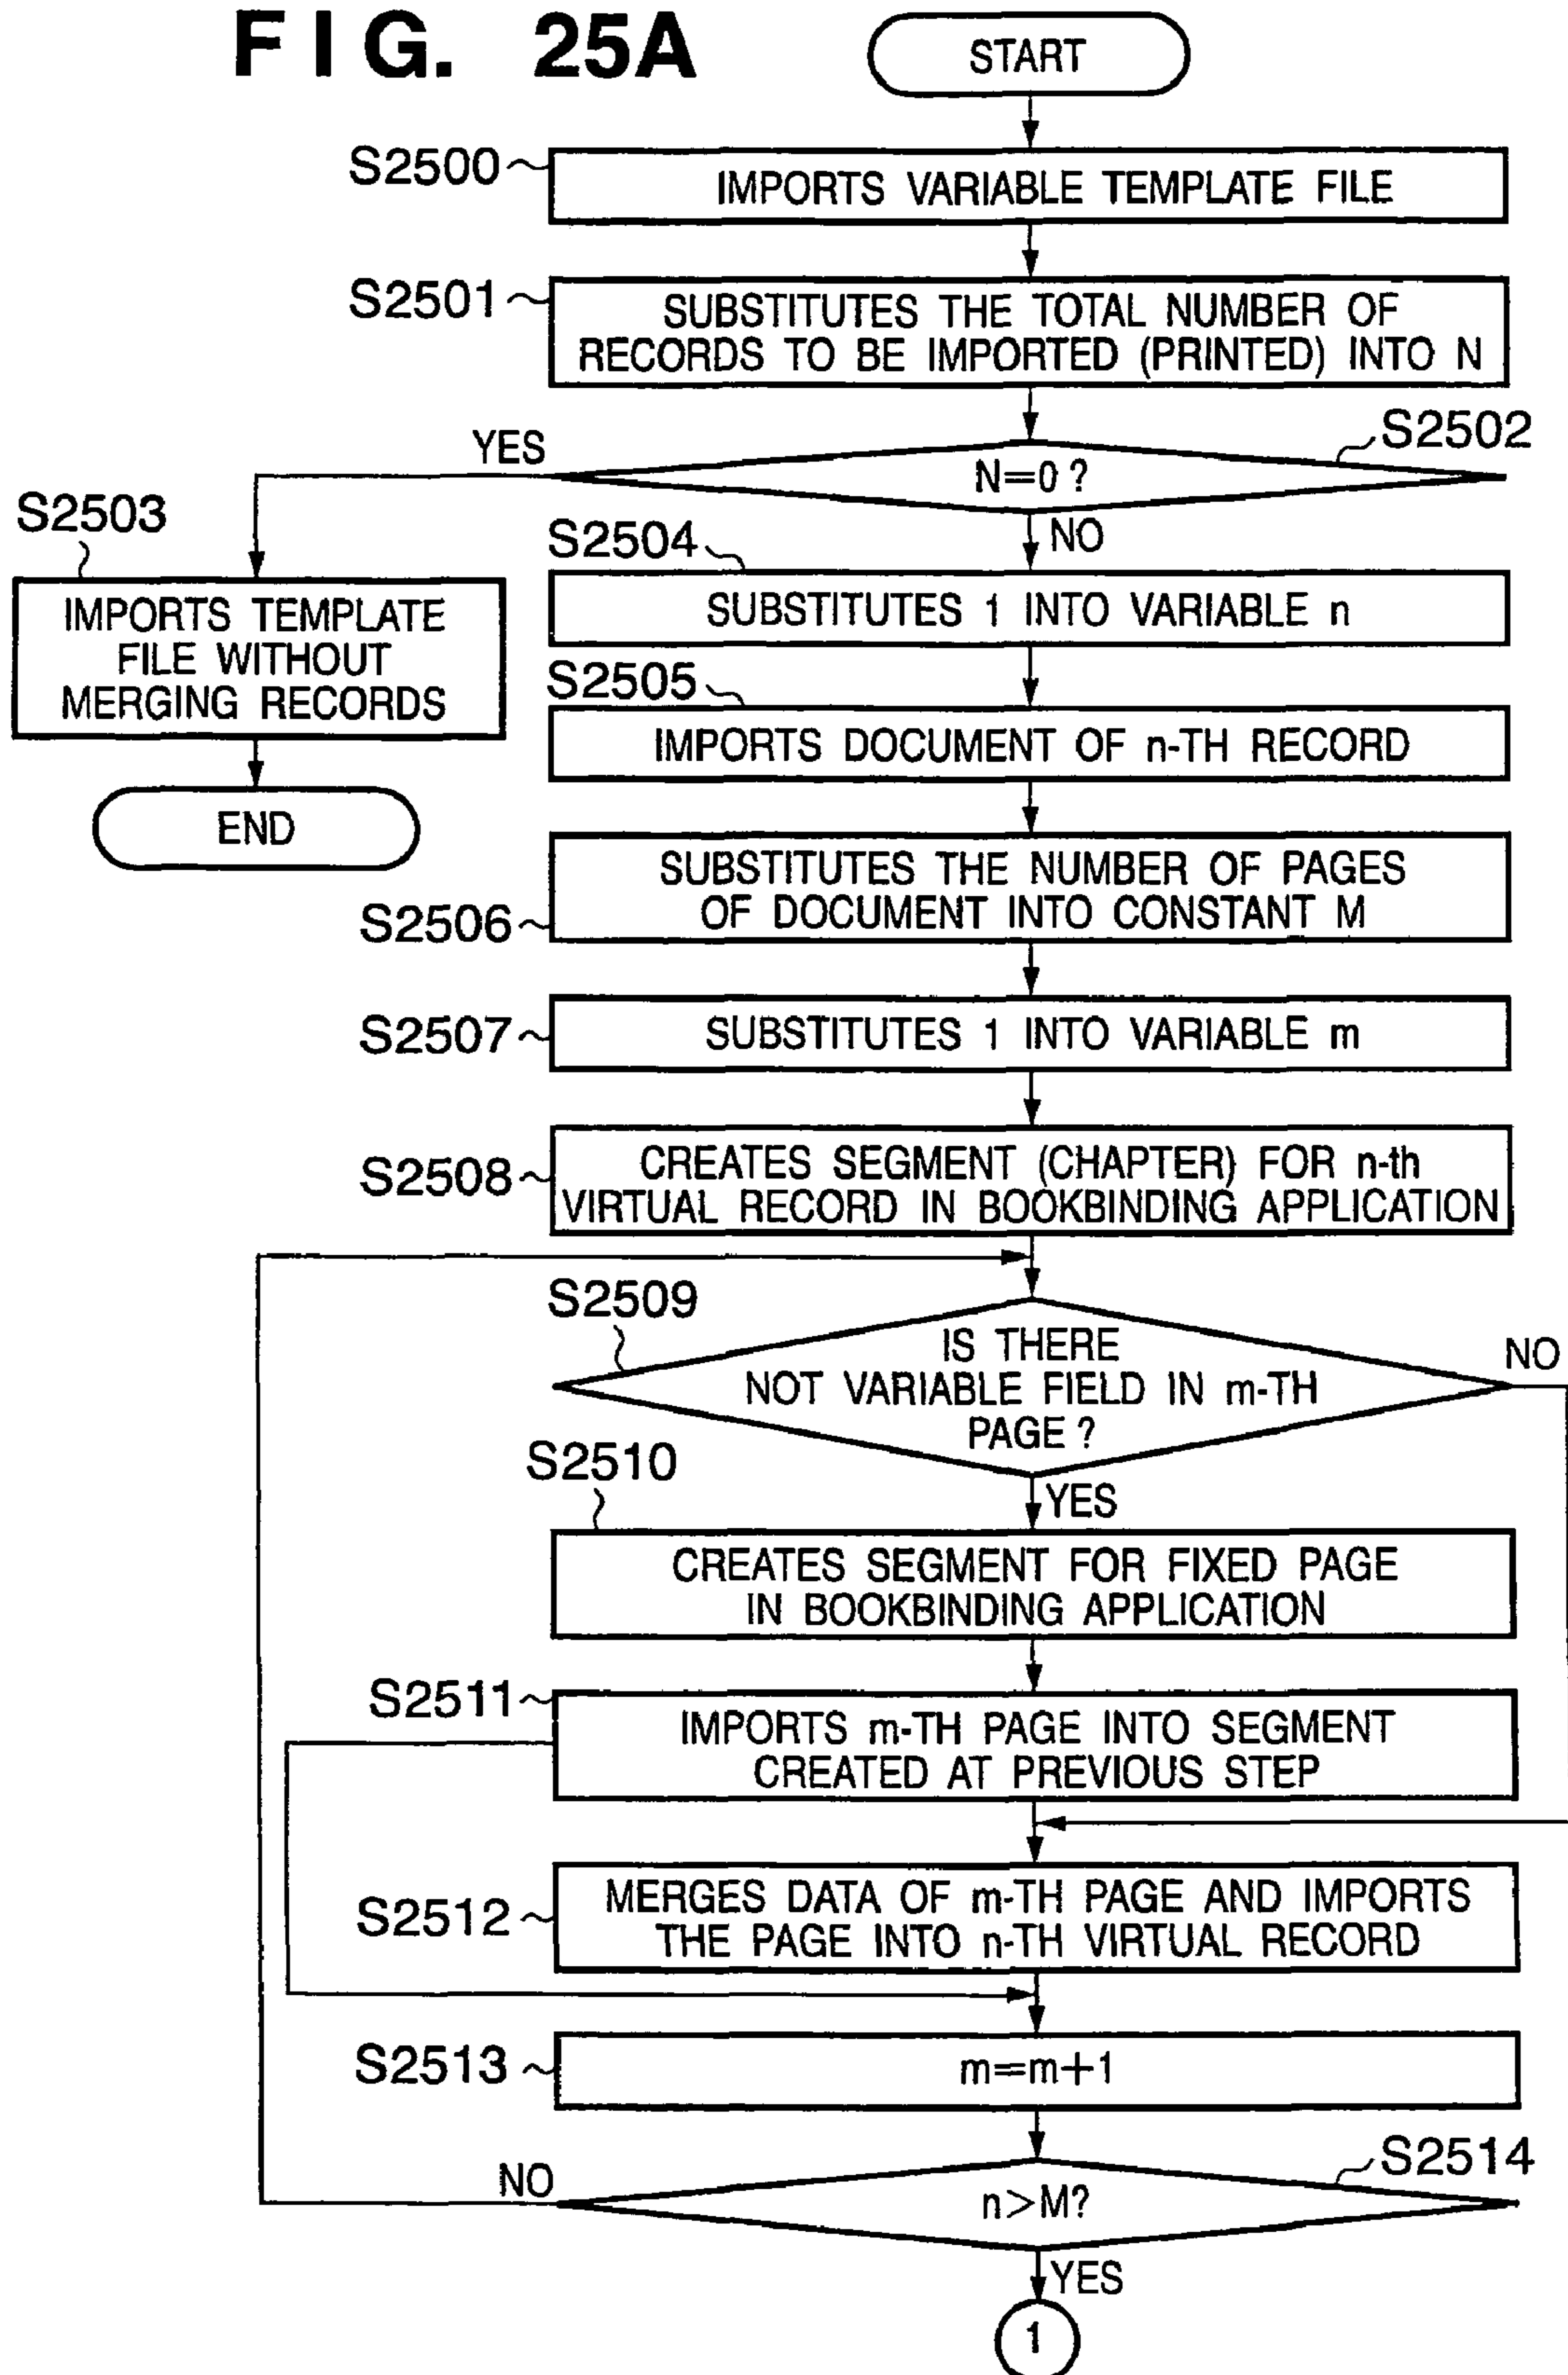 FIG. 25A
START
S2500
IMPORTS VARIABLE TEMPLATE FILE
S2501
SUBSTITUTES THE TOTAL NUMBER OF
RECORDS TO BE IMPORTED (PRINTED) INTO N
S2502
YES
N=0?
NO
S2503
IMPORTS TEMPLATE
FILE WITHOUT
MERGING RECORDS
END
S2504
SUBSTITUTES 1 INTO VARIABLE n
S2505
IMPORTS DOCUMENT OF n-TH RECORD
SUBSTITUTES THE NUMBER OF PAGES
OF DOCUMENT INTO CONSTANT M
S2506
S2507
SUBSTITUTES 1 INTO VARIABLE m
S2508
CREATES SEGMENT (CHAPTER) FOR n-th
VIRTUAL RECORD IN BOOKBINDING APPLICATION
S2509
IS THERE
NOT VARIABLE FIELD IN m-TH
PAGE?
NO
YES
S2510
CREATES SEGMENT FOR FIXED PAGE
IN BOOKBINDING APPLICATION
S2511
IMPORTS m-TH PAGE INTO SEGMENT
CREATED AT PREVIOUS STEP
S2512
MERGES DATA OF m-TH PAGE AND IMPORTS
THE PAGE INTO n-TH VIRTUAL RECORD
S2513
m=m+1
S2514
NO
n>M?
YES
1